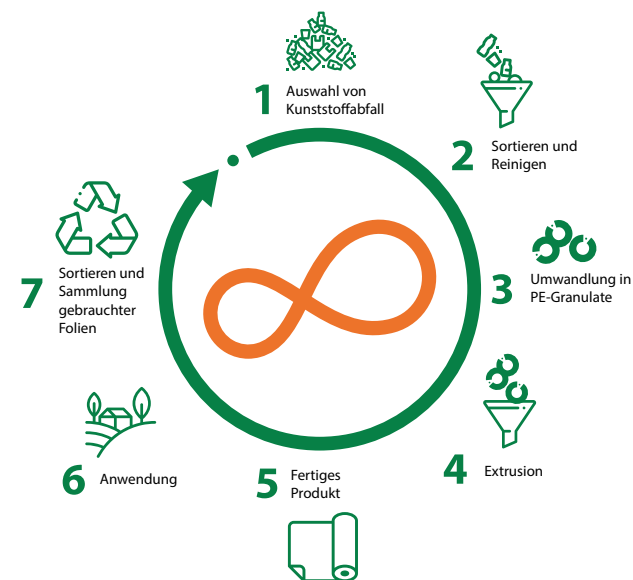 1 Auswahl von
Kunststoffabfall
2 Sortieren und
Reinigen
3 Umwandlung in
PE-Granulate
4 Extrusion
5 Fertiges
Produkt
6 Anwendung
7 Sortieren und
Sammlung
gebrauchter
Folien